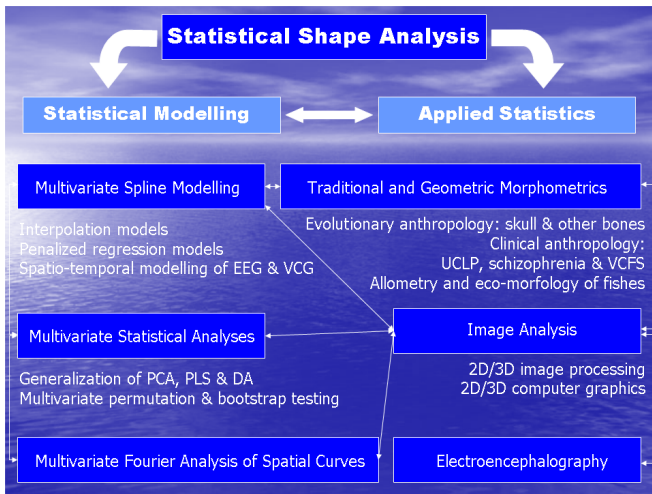 Statistical Shape Analysis
Statistical Modelling
Applied Statistics
Multivariate Spline Modelling
Traditional and Geometric Morphometrics
Interpolation models
Penalized regression models
Spatio-temporal modelling of EEG & VCG
Evolutionary anthropology: skull & other bones
Clinical anthropology:
UCLP, schizophrenia & VCFS
Allometry and eco-morfology of fishes
Multivariate Statistical Analyses
Image Analysis
Generalization of PCA, PLS & DA
Multivariate permutation & bootstrap testing
2D/3D image processing
2D/3D computer graphics
Multivariate Fourier Analysis of Spatial Curves
Electroencephalography